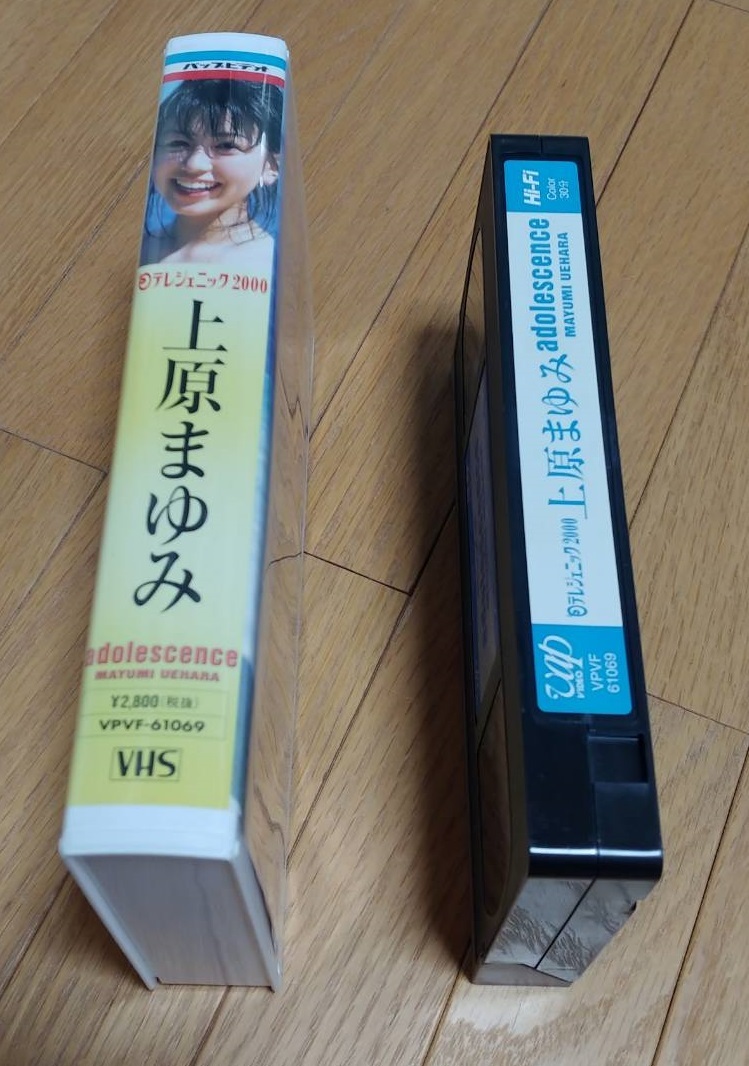 バップビデオ
テレジェニック2000
上原まゆみ
adolescence
MAYUMI UEHARA
¥2,800(税抜)
VPVF-61069
VHS
Hi-Fi
Color
30分
adolescence
MAYUMI UEHARA
上原まゆみ
テレジェニック2000
vap
VIDEO
VPVF
61069